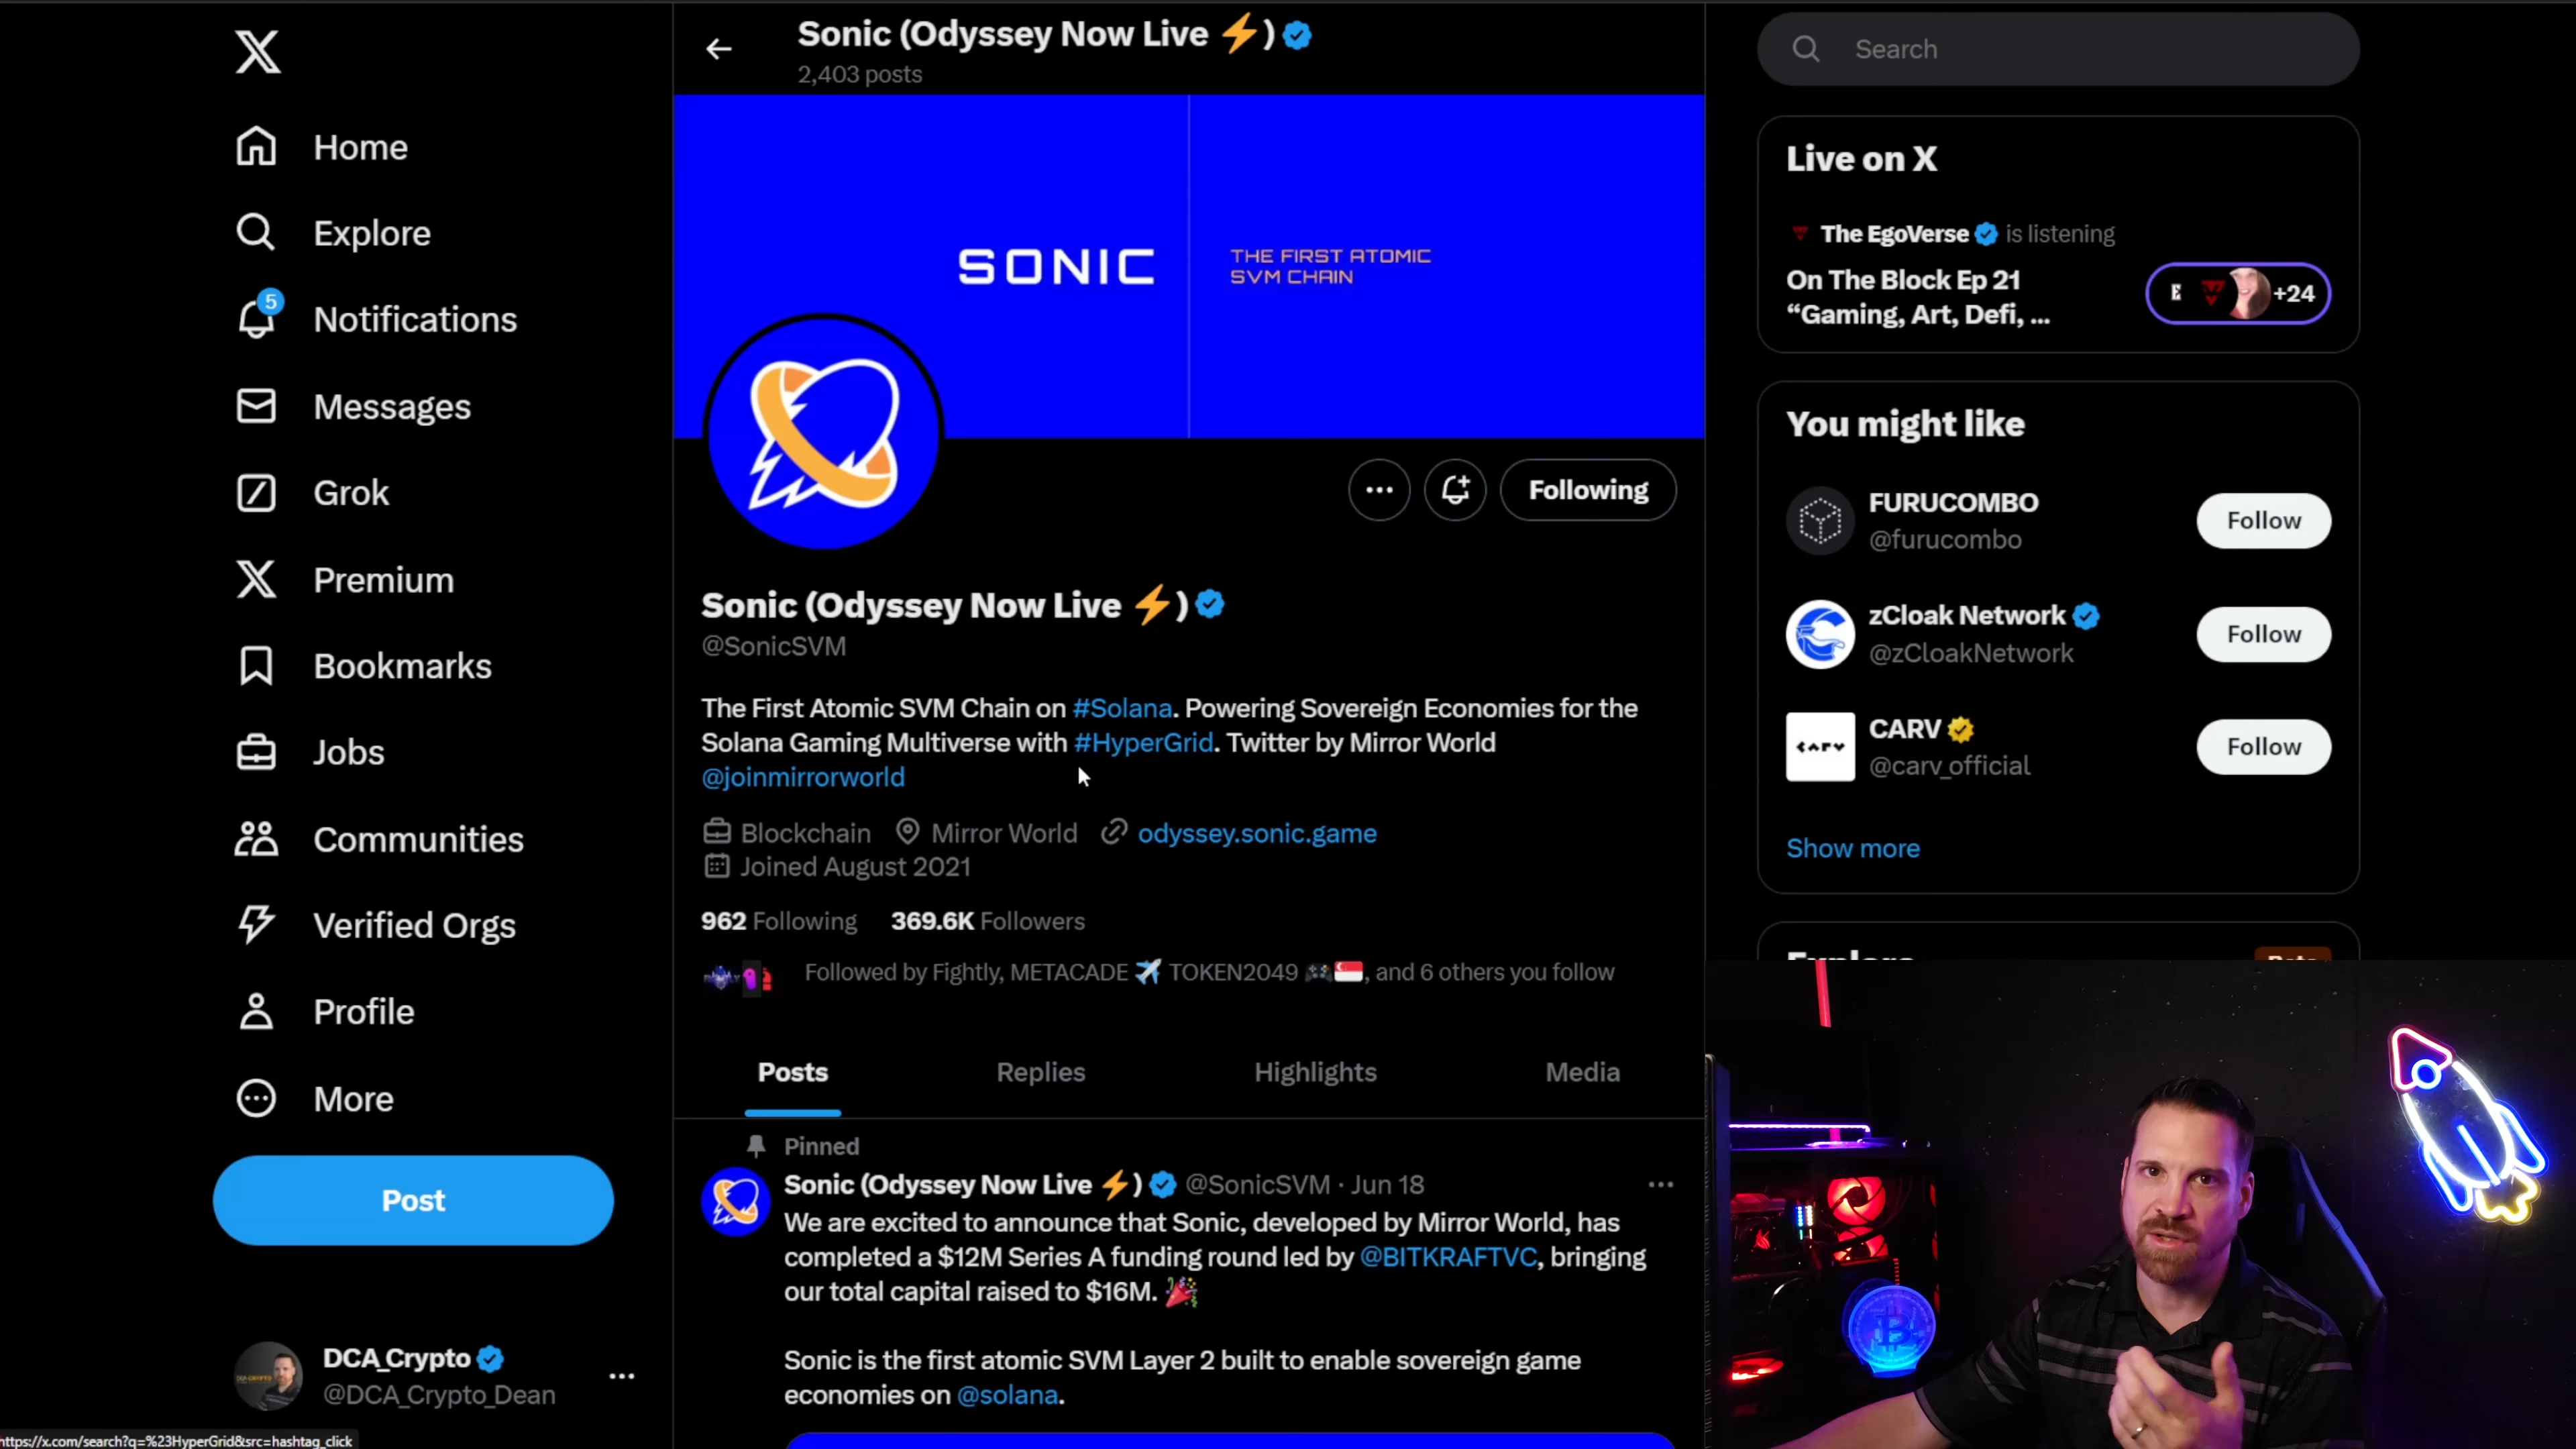 Home
Explore
5
Notifications
Messages
Grok
Premium
Bookmarks
Jobs
Communities
Verified Orgs
Profile
More
Post
DCA_Crypto
@DCA_Crypto_Dean
https://x.com/search?q=%23HyperGrid&src=hashtag_click
Sonic (Odyssey Now Live ⚡)
2,403 posts
SONIC
THE FIRST ATOMIC
SVM CHAIN
Following
Sonic (Odyssey Now Live ⚡)
@SonicSVM
The First Atomic SVM Chain on #Solana. Powering Sovereign Economies for the
Solana Gaming Multiverse with #HyperGrid. Twitter by Mirror World
@joinmirrorworld
Blockchain Mirror World odyssey.sonic.game
Joined August 2021
962 Following 369.6K Followers
Followed by Fightly, METACADE ✈️ TOKEN2049 🎮🇸🇬, and 6 others you follow
Posts Replies Highlights Media
Pinned
Sonic (Odyssey Now Live ⚡) @SonicSVM · Jun 18
We are excited to announce that Sonic, developed by Mirror World, has
completed a $12M Series A funding round led by @BITKRAFTVC, bringing
our total capital raised to $16M. 🎉
Sonic is the first atomic SVM Layer 2 built to enable sovereign game
economies on @solana.
Search
Live on X
The EgoVerse is listening
On The Block Ep 21
“Gaming, Art, Defi, ...
E +24
You might like
FURUCOMBO
@furucombo
Follow
zCloak Network
@zCloakNetwork
Follow
CARV
CARV
@carv_official
Follow
Show more
Explore Beta